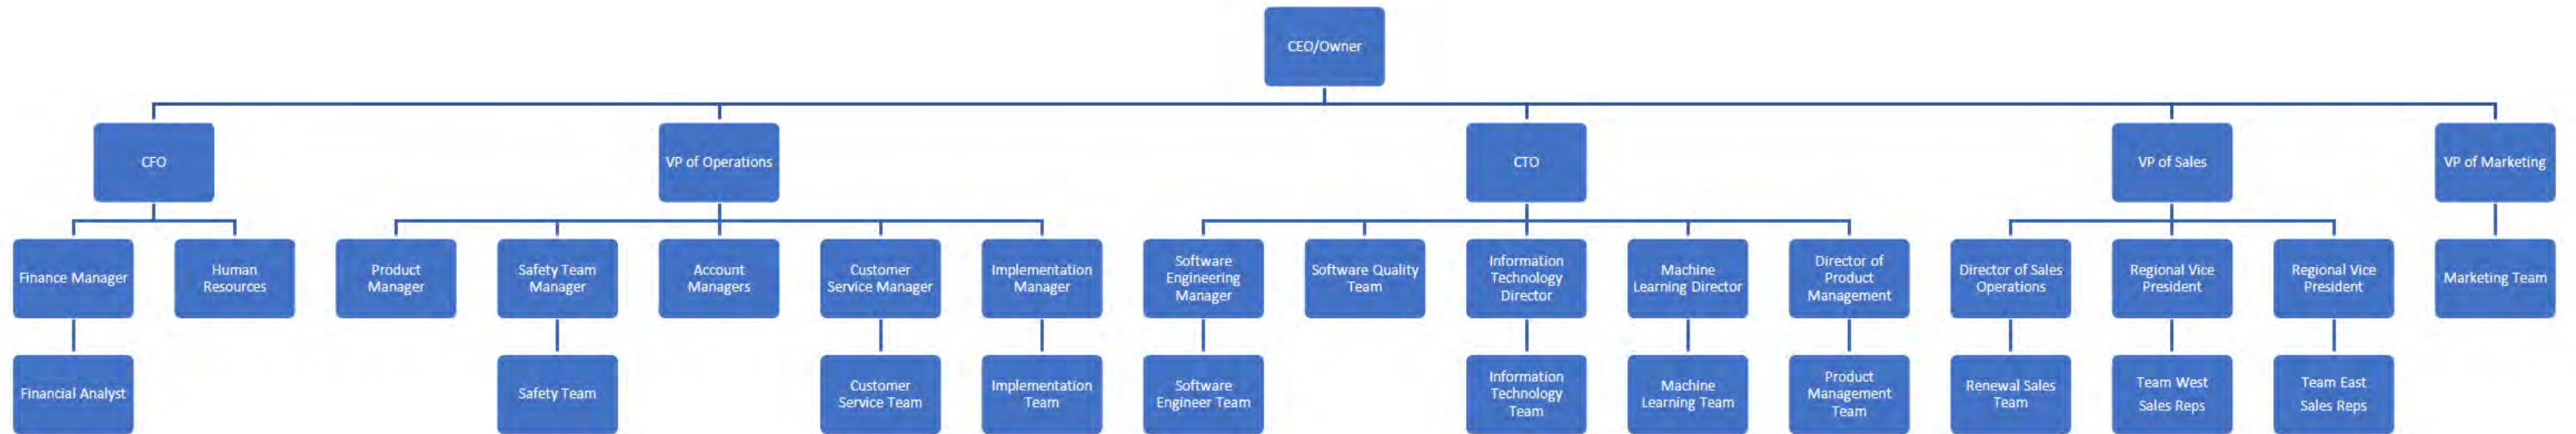 CEO/Owner
CFO
VP of Operations
CTO
VP of Sales
VP of Marketing
Finance Manager
Human
Resources
Product
Manager
Safety Team
Manager
Account
Managers
Customer
Service Manager
Implementation
Manager
Software
Engineering
Manager
Software Quality
Team
Information
Technology
Director
Machine
Learning Director
Director of
Product
Management
Director of Sales
Operations
Regional Vice
President
Regional Vice
President
Marketing Team
Financial Analyst
Safety Team
Customer
Service Team
Implementation
Team
Software
Engineer Team
Information
Technology
Team
Machine
Learning Team
Product
Management
Team
Renewal Sales
Team
Team West
Sales Reps
Team East
Sales Reps